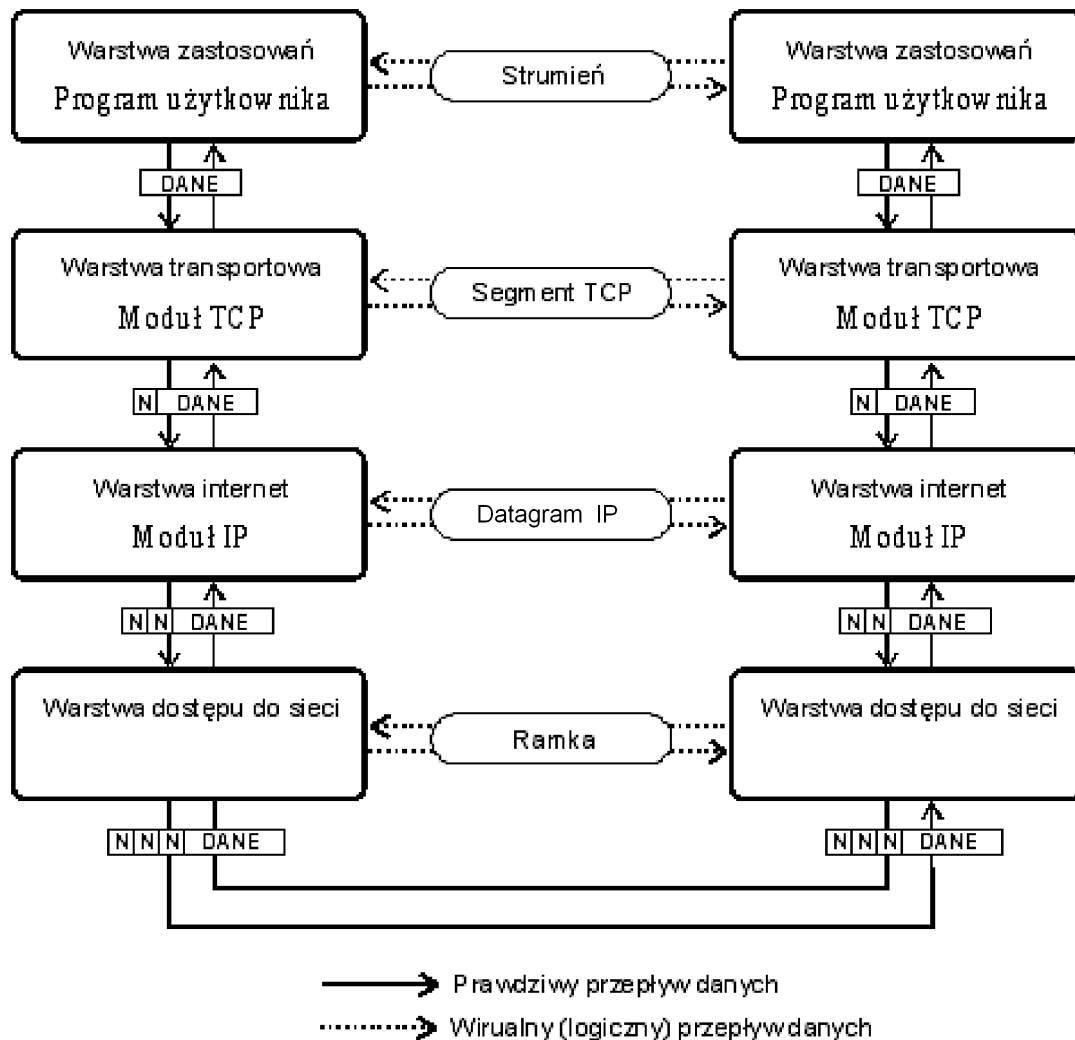 Warstwa zastosowań
Program użytkownika
Strumień
Warstwa zastosowań
Program użytkownika
DANE
DANE
Warstwa transportowa
Moduł TCP
Segment TCP
Warstwa transportowa
Moduł TCP
N DANE
N DANE
Warstwa internet
Moduł IP
Datagram IP
Warstwa internet
Moduł IP
N N DANE
N N DANE
Warstwa dostępu do sieci
Ramka
Warstwa dostępu do sieci
N N N DANE
N N N DANE
Prawdziwy przepływ danych
Wirualny (logiczny) przepływ danych